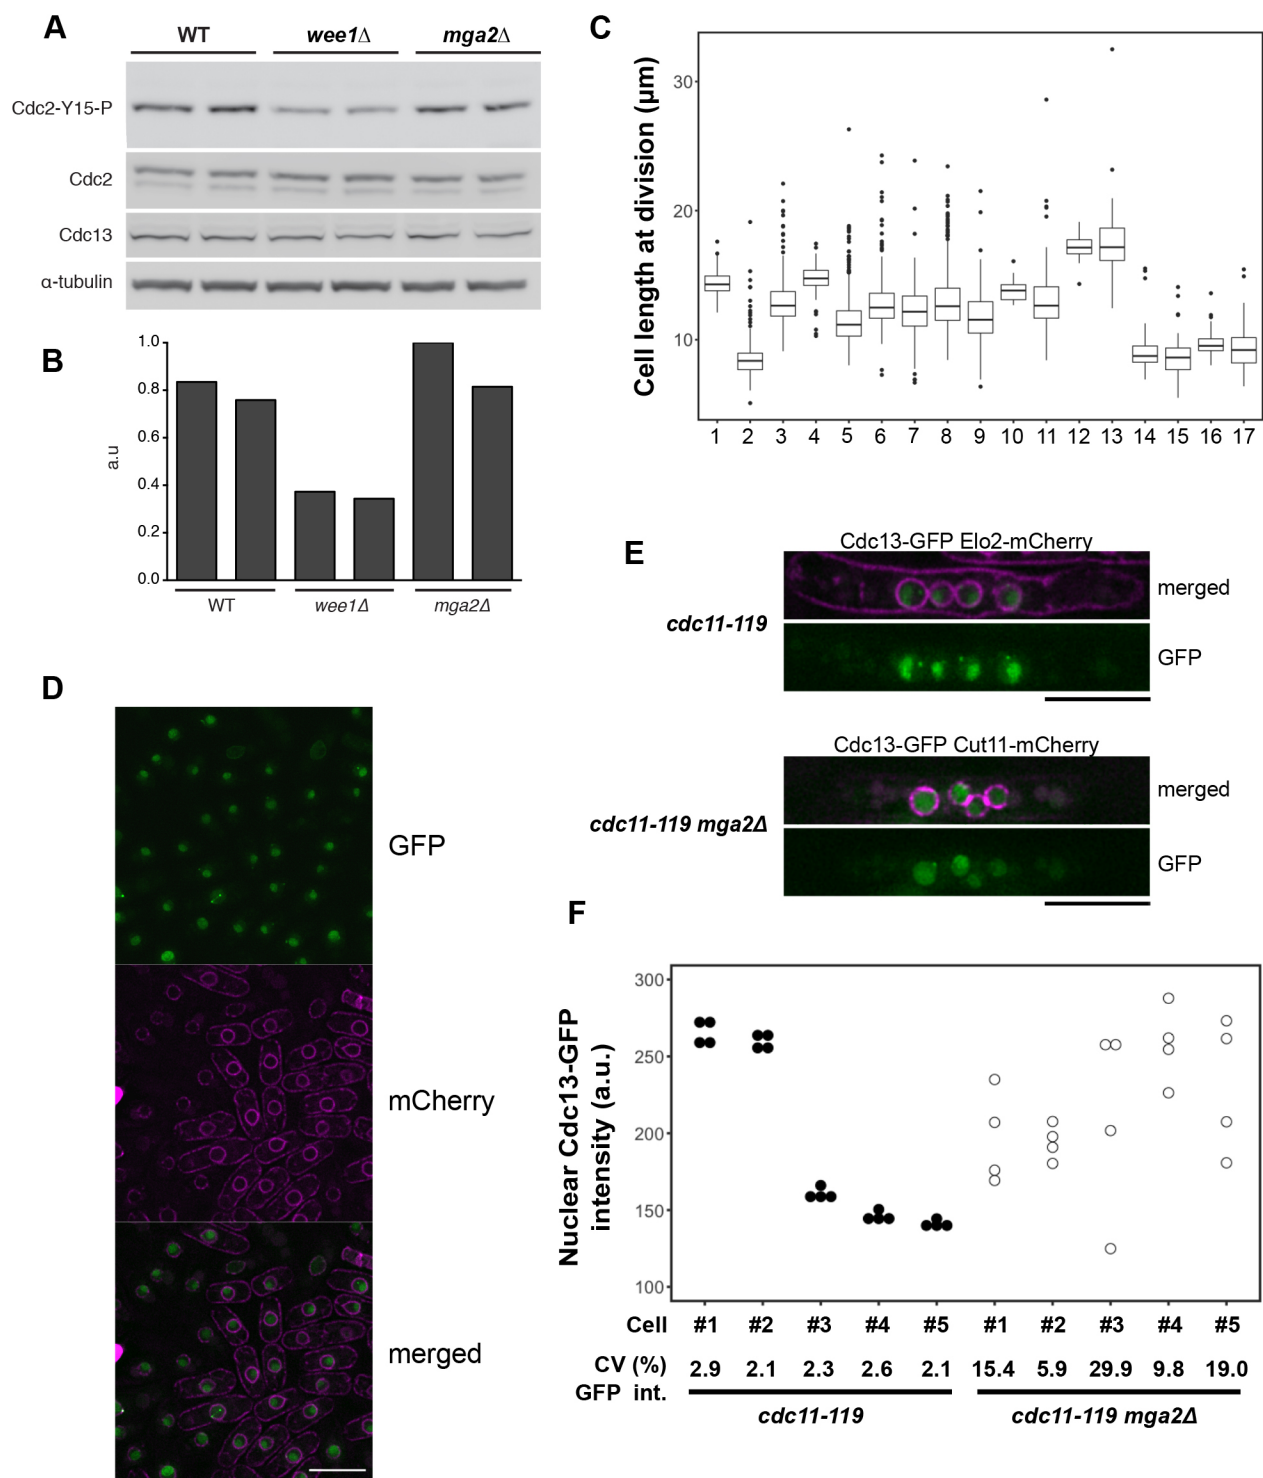 A
WT
wee1Δ
mga2Δ
Cdc2-Y15-P
Cdc2
Cdc13
α-tubulin
B
1.0
0.8
0.6
0.4
0.2
0.0
a.u
WT
wee1Δ
mga2Δ
C
Cell length at division (µm)
30
20
10
1 2 3 4 5 6 7 8 9 10 11 12 13 14 15 16 17
D
GFP
mCherry
merged
E
Cdc13-GFP Elo2-mCherry
merged
cdc11-119
GFP
Cdc13-GFP Cut11-mCherry
merged
cdc11-119 mga2Δ
GFP
F
Nuclear Cdc13-GFP
intensity (a.u.)
300
250
200
150
100
Cell #1 #2 #3 #4 #5 #1 #2 #3 #4 #5
CV (%) 2.9 2.1 2.3 2.6 2.1 15.4 5.9 29.9 9.8 19.0
GFP int.
cdc11-119
cdc11-119 mga2Δ